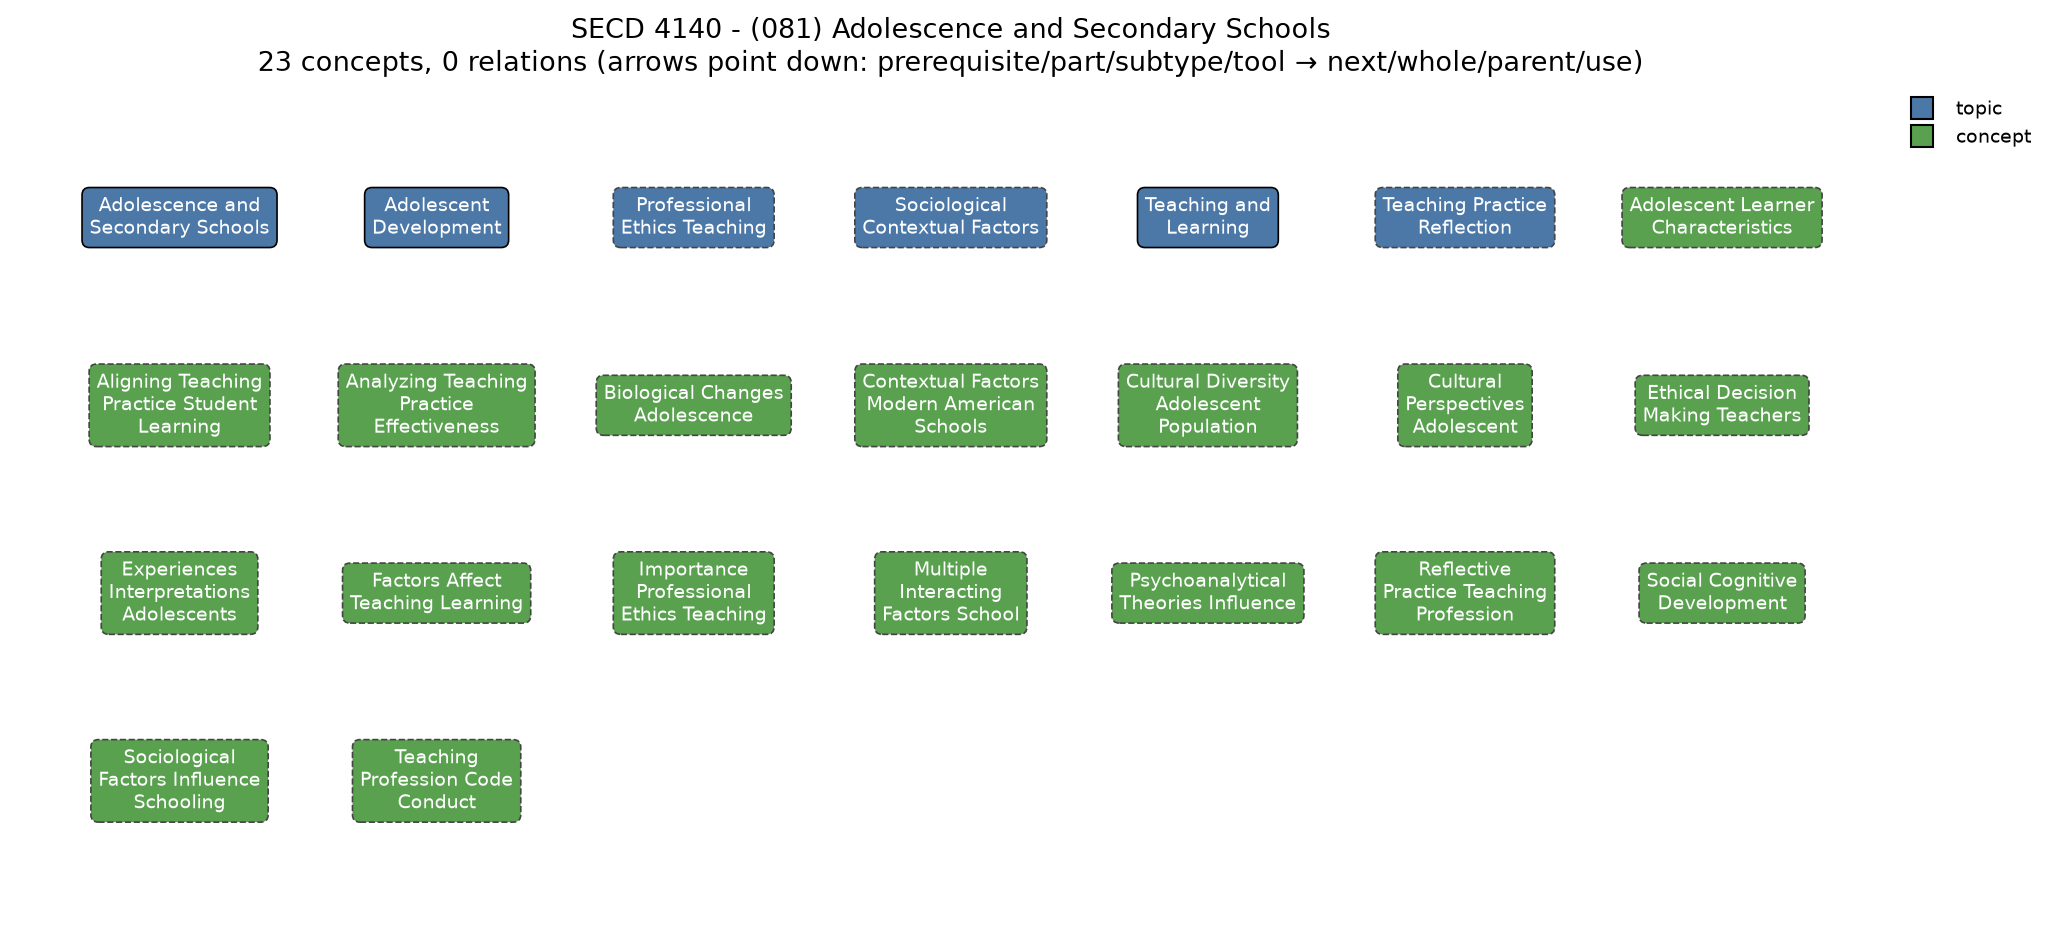 SECD 4140 - (081) Adolescence and Secondary Schools
23 concepts, 0 relations (arrows point down: prerequisite/part/subtype/tool → next/whole/parent/use)
topic
concept
Adolescence and
Secondary Schools
Adolescent
Development
Professional
Ethics Teaching
Sociological
Contextual Factors
Teaching and
Learning
Teaching Practice
Reflection
Adolescent Learner
Characteristics
Aligning Teaching
Practice Student
Learning
Analyzing Teaching
Practice
Effectiveness
Biological Changes
Adolescence
Contextual Factors
Modern American
Schools
Cultural Diversity
Adolescent
Population
Cultural
Perspectives
Adolescent
Ethical Decision
Making Teachers
Experiences
Interpretations
Adolescents
Factors Affect
Teaching Learning
Importance
Professional
Ethics Teaching
Multiple
Interacting
Factors School
Psychoanalytical
Theories Influence
Reflective
Practice Teaching
Profession
Social Cognitive
Development
Sociological
Factors Influence
Schooling
Teaching
Profession Code
Conduct